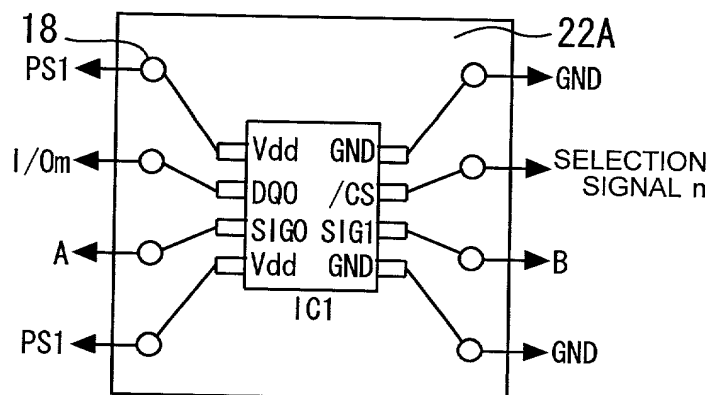 18
22A
PS1
GND
Vdd GND
I/Om
DQ0 /CS
SELECTION
SIGNAL n
SIG0 SIG1
A
B
Vdd GND
IC1
PS1
GND